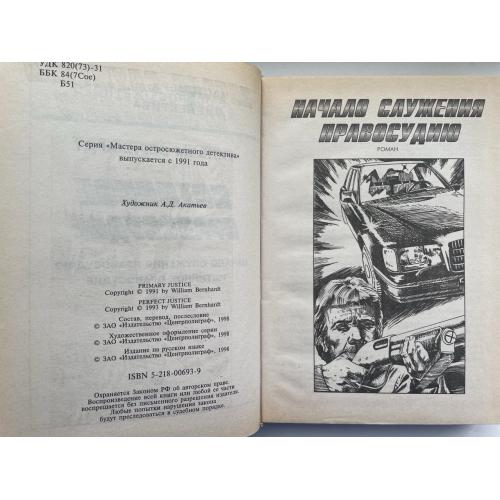 УДК 820(73)-31
ББК 84(7Сое)
Б51
Серия «Мастера остросюжетного детектива»
выпускается с 1991 года
Художник А.Д. Акатьев
PRIMARY JUSTICE
Copyright © 1991 by William Bernhardt
PERFECT JUSTICE
Copyright © 1993 by William Bernhardt
Состав, перевод, послесловие
© ЗАО «Издательство «Центрполиграф», 1998
Художественное оформление серии
© ЗАО «Издательство «Центрполиграф», 1998
Издание на русском языке
© ЗАО «Издательство «Центрполиграф», 1998
ISBN 5-218-00693-9
Охраняется Законом РФ об авторском праве.
Воспроизведение всей книги или любой ее части
воспрещается без письменного разрешения издателя.
Любые попытки нарушения закона
будут преследоваться в судебном порядке.
НАЧАЛО СЛУЖЕНИЯ
ПРАВОСУДИЮ
РОМАН